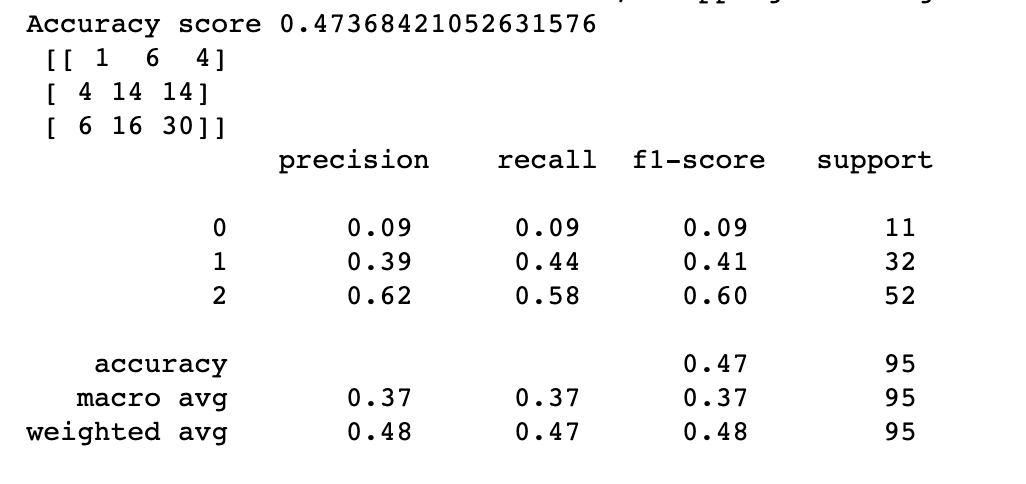 Accuracy score 0.47368421052631576
[[ 1 6 4]
[ 4 14 14]
[ 6 16 30]]
precision recall f1-score support
0 0.09 0.09 0.09 11
1 0.39 0.44 0.41 32
2 0.62 0.58 0.60 52
accuracy 0.47 95
macro avg 0.37 0.37 0.37 95
weighted avg 0.48 0.47 0.48 95